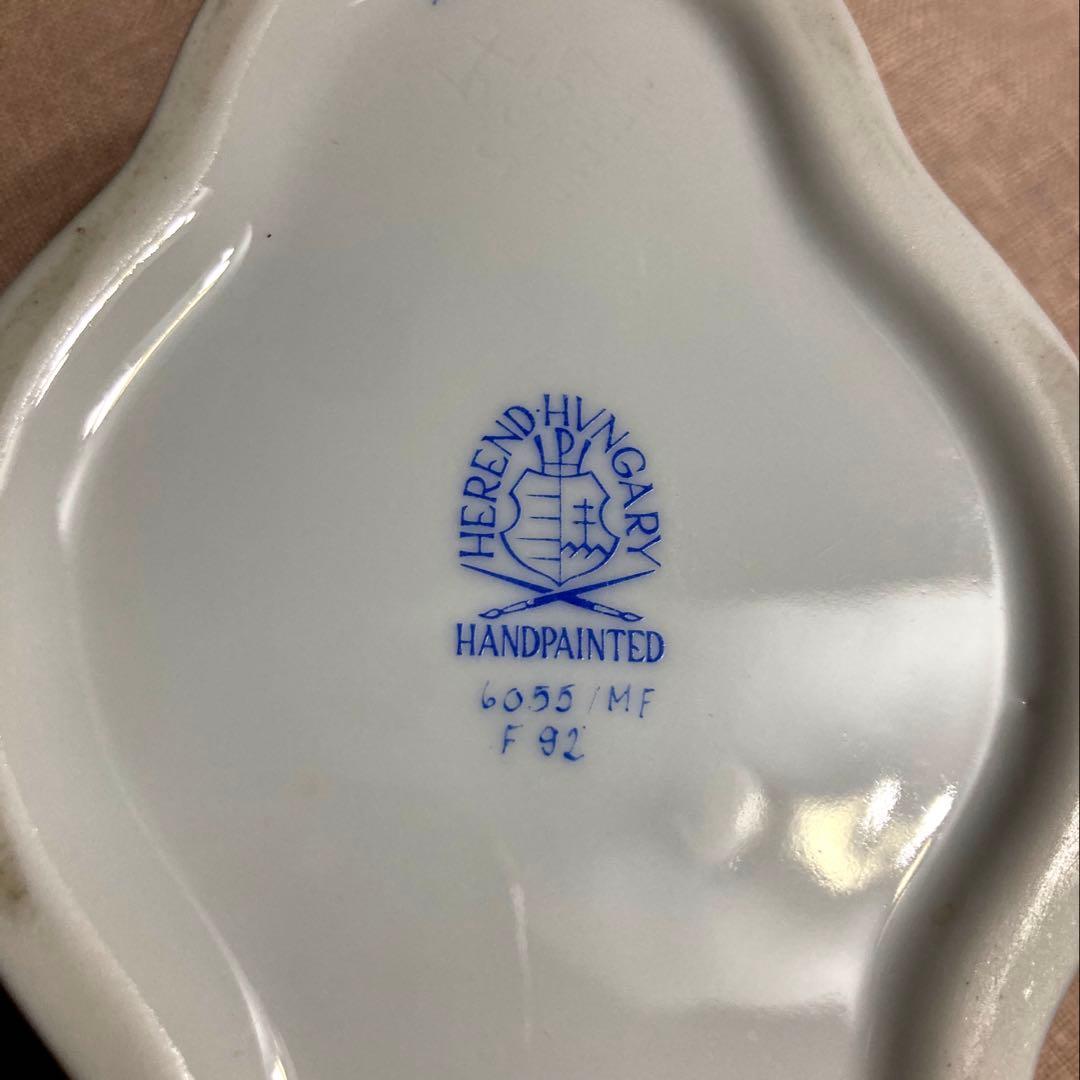 HEREND·HVNGARY
P
HANDPAINTED
6055/MF
F 92